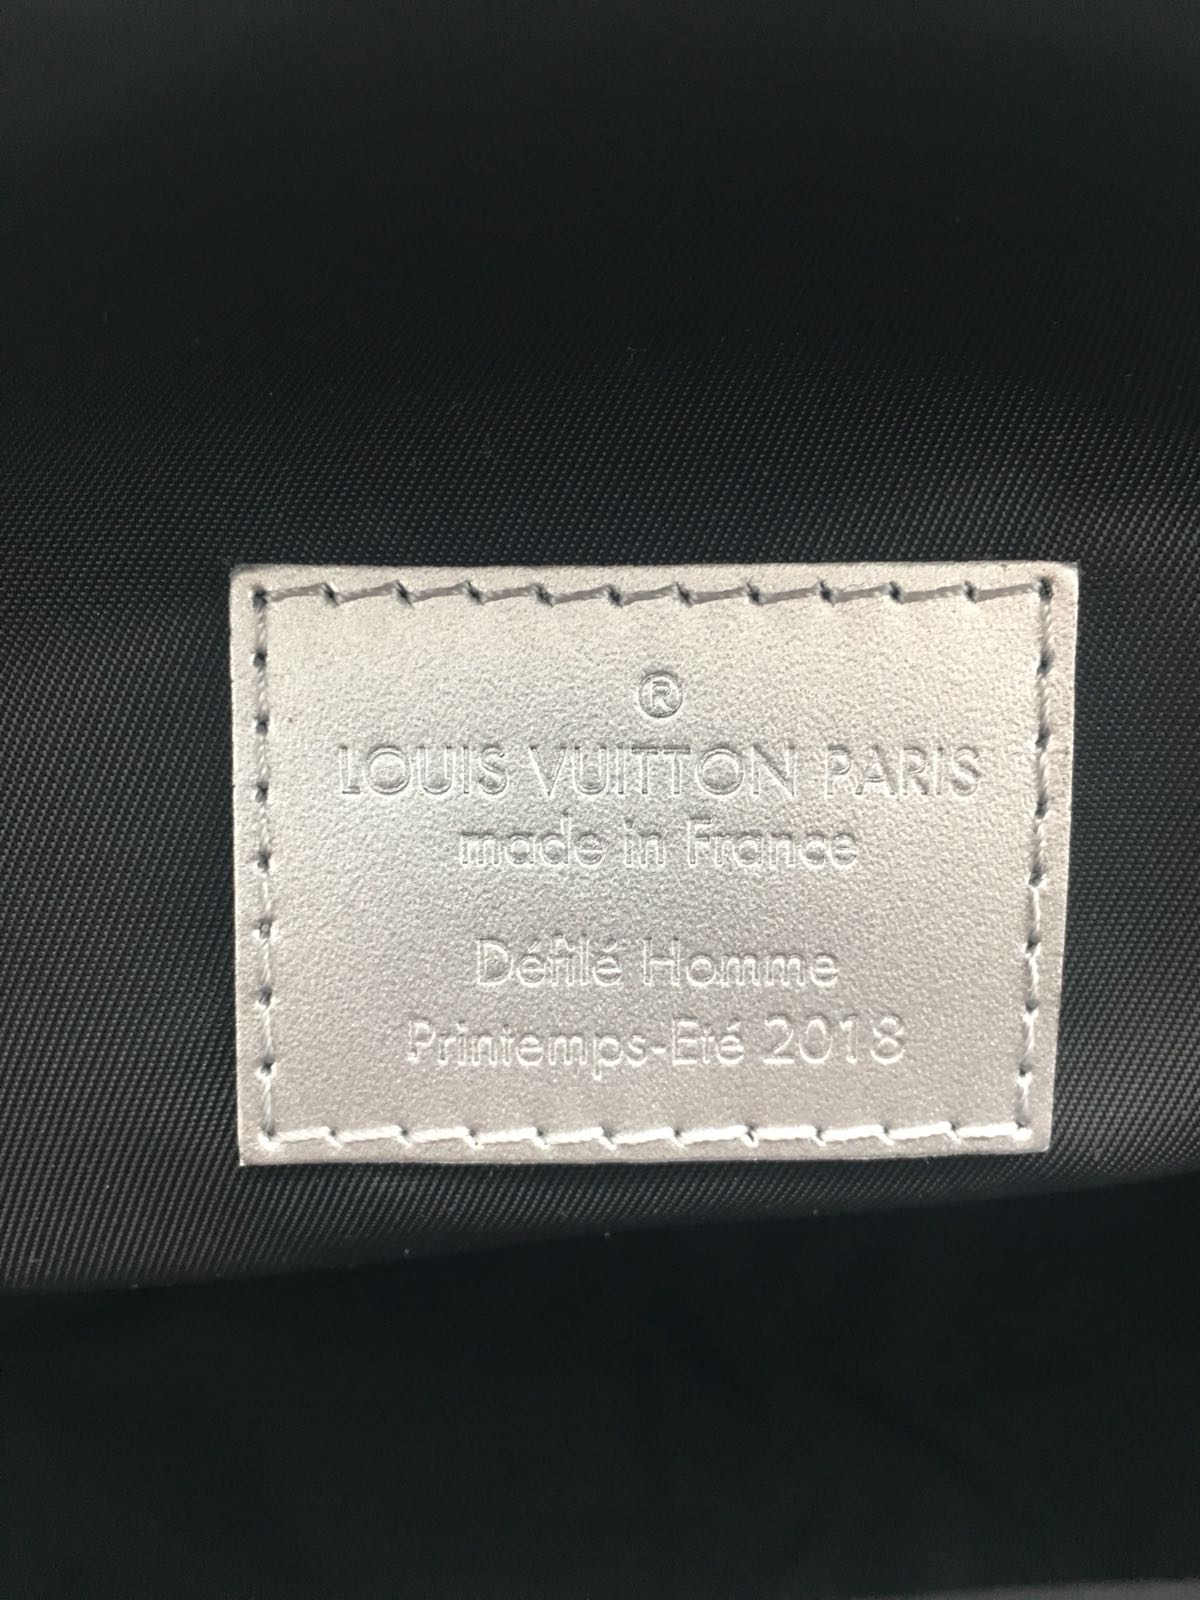 ®
LOUIS VUITTON PARIS
made in France
Défilé Homme
Printemps-Eté 2018